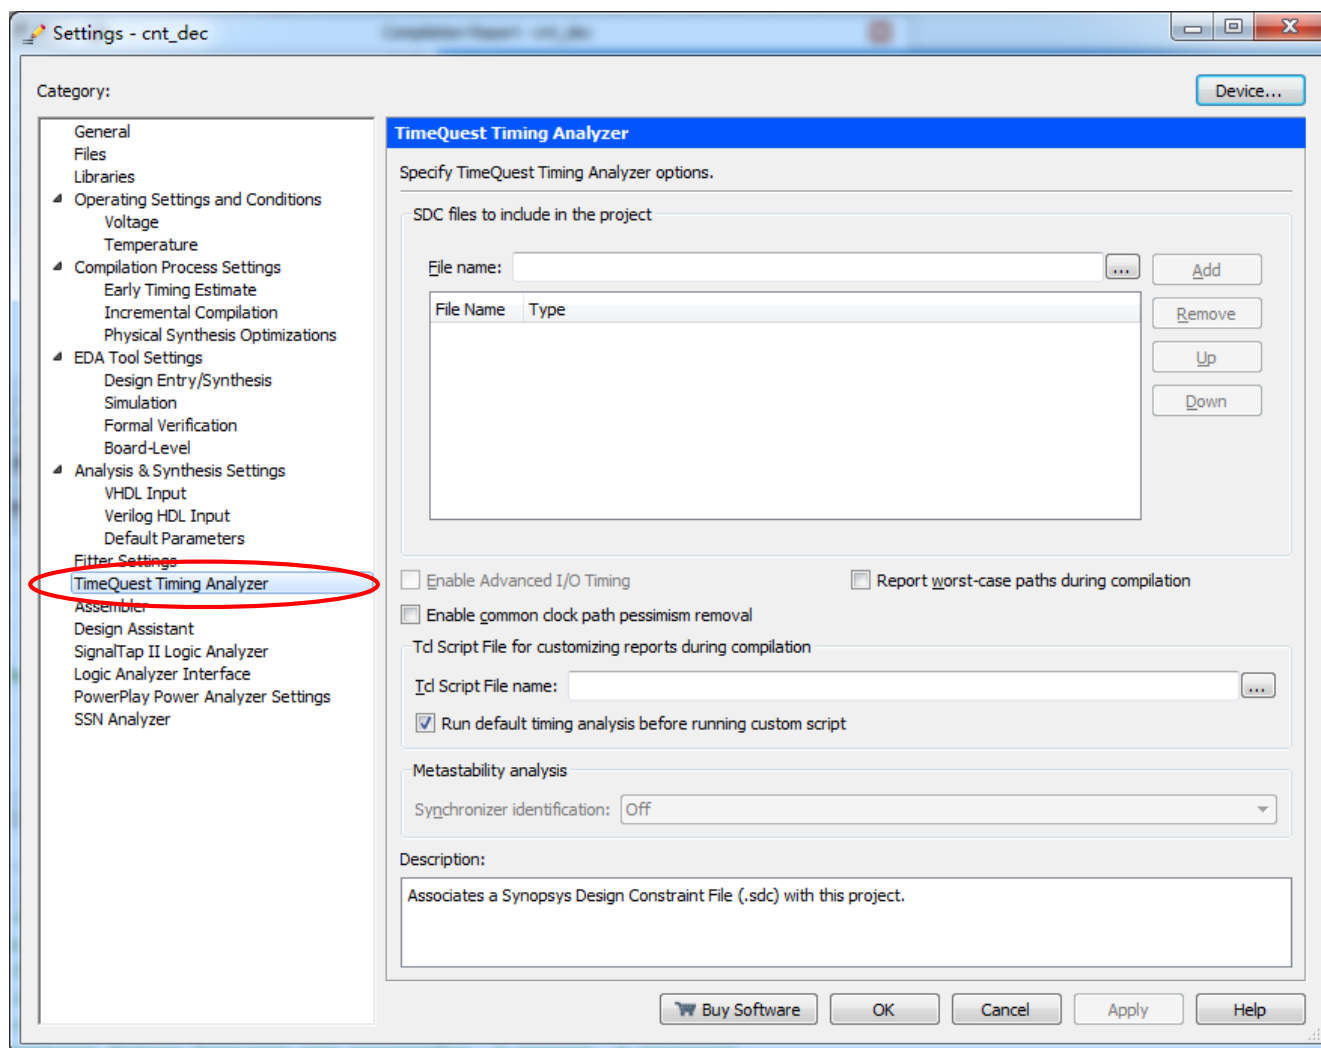 Settings - cnt_dec
Compilation Report - cnt_dec
Category:
Device...
General
Files
Libraries
Operating Settings and Conditions
Voltage
Temperature
Compilation Process Settings
Early Timing Estimate
Incremental Compilation
Physical Synthesis Optimizations
EDA Tool Settings
Design Entry/Synthesis
Simulation
Formal Verification
Board-Level
Analysis & Synthesis Settings
VHDL Input
Verilog HDL Input
Default Parameters
Fitter Settings
TimeQuest Timing Analyzer
Assembler
Design Assistant
SignalTap II Logic Analyzer
Logic Analyzer Interface
PowerPlay Power Analyzer Settings
SSN Analyzer
TimeQuest Timing Analyzer
Specify TimeQuest Timing Analyzer options.
SDC files to include in the project
File name:
...
Add
File Name Type
Remove
Up
Down
Enable Advanced I/O Timing
Report worst-case paths during compilation
Enable common clock path pessimism removal
Tcl Script File for customizing reports during compilation
Tcl Script File name:
...
Run default timing analysis before running custom script
Metastability analysis
Synchronizer identification: Off
Description:
Associates a Synopsys Design Constraint File (.sdc) with this project.
Buy Software
OK
Cancel
Apply
Help